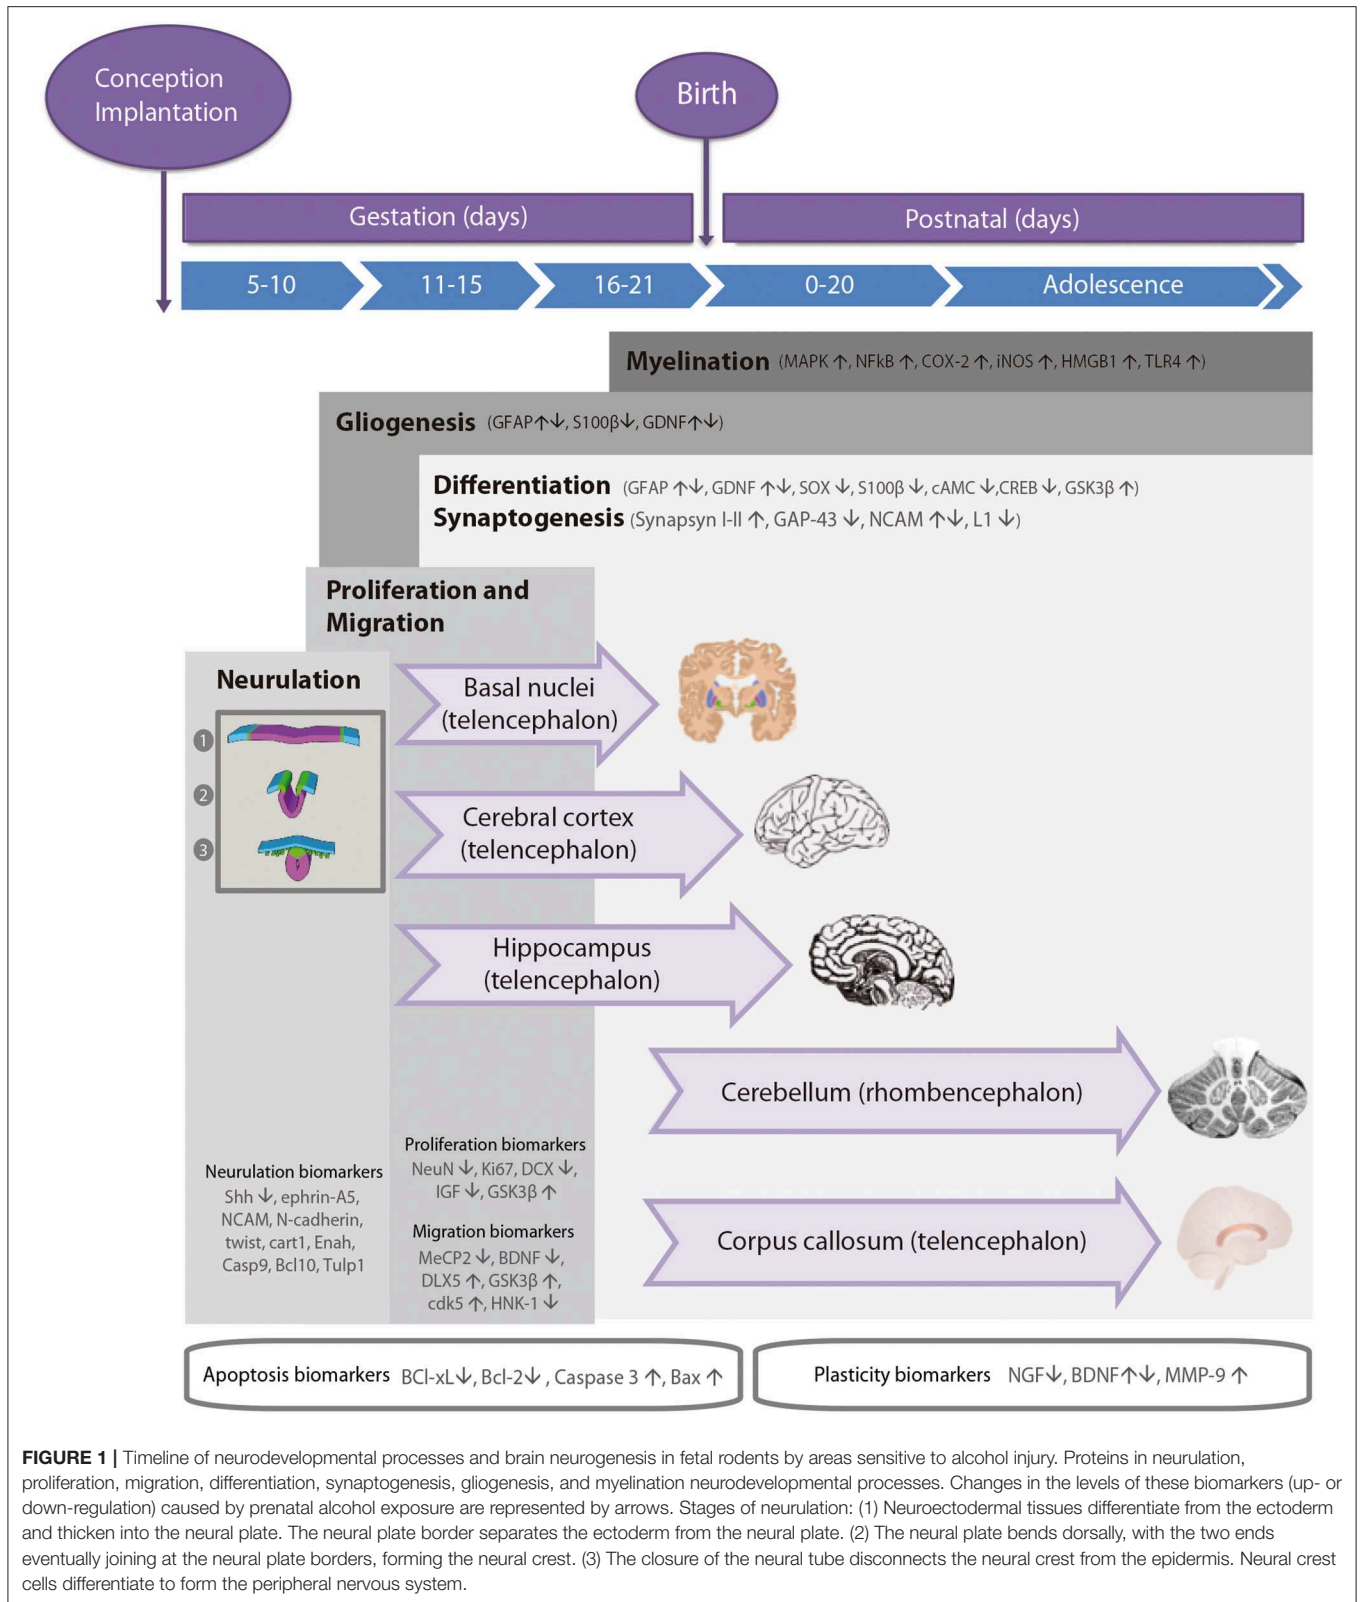 Conception
Implantation
Birth
Gestation (days)
Postnatal (days)
5-10
11-15
16-21
0-20
Adolescence
Myelination (MAPK ↑, NFkB ↑, COX-2 ↑, iNOS ↑, HMGB1 ↑, TLR4 ↑)
Gliogenesis (GFAP↑↓, S100β↓, GDNF↑↓)
Differentiation (GFAP ↑↓, GDNF ↑↓, SOX ↓, S100β ↓, cAMC ↓,CREB ↓, GSK3β ↑)
Synaptogenesis (Synapsyn I-II ↑, GAP-43 ↓, NCAM ↑↓, L1 ↓)
Proliferation and
Migration
Neurulation
1
2
3
Basal nuclei
(telencephalon)
Cerebral cortex
(telencephalon)
Hippocampus
(telencephalon)
Cerebellum (rhombencephalon)
Corpus callosum (telencephalon)
Neurulation biomarkers
Shh ↓, ephrin-A5,
NCAM, N-cadherin,
twist, cart1, Enah,
Casp9, Bcl10, Tulp1
Proliferation biomarkers
NeuN ↓, Ki67, DCX ↓,
IGF ↓, GSK3β ↑
Migration biomarkers
MeCP2 ↓, BDNF ↓,
DLX5 ↑, GSK3β ↑,
cdk5 ↑, HNK-1 ↓
Apoptosis biomarkers BCl-xL↓, Bcl-2↓ , Caspase 3 ↑, Bax ↑
Plasticity biomarkers NGF↓, BDNF↑↓, MMP-9 ↑
FIGURE 1 | Timeline of neurodevelopmental processes and brain neurogenesis in fetal rodents by areas sensitive to alcohol injury. Proteins in neurulation,
proliferation, migration, differentiation, synaptogenesis, gliogenesis, and myelination neurodevelopmental processes. Changes in the levels of these biomarkers (up- or
down-regulation) caused by prenatal alcohol exposure are represented by arrows. Stages of neurulation: (1) Neuroectodermal tissues differentiate from the ectoderm
and thicken into the neural plate. The neural plate border separates the ectoderm from the neural plate. (2) The neural plate bends dorsally, with the two ends
eventually joining at the neural plate borders, forming the neural crest. (3) The closure of the neural tube disconnects the neural crest from the epidermis. Neural crest
cells differentiate to form the peripheral nervous system.